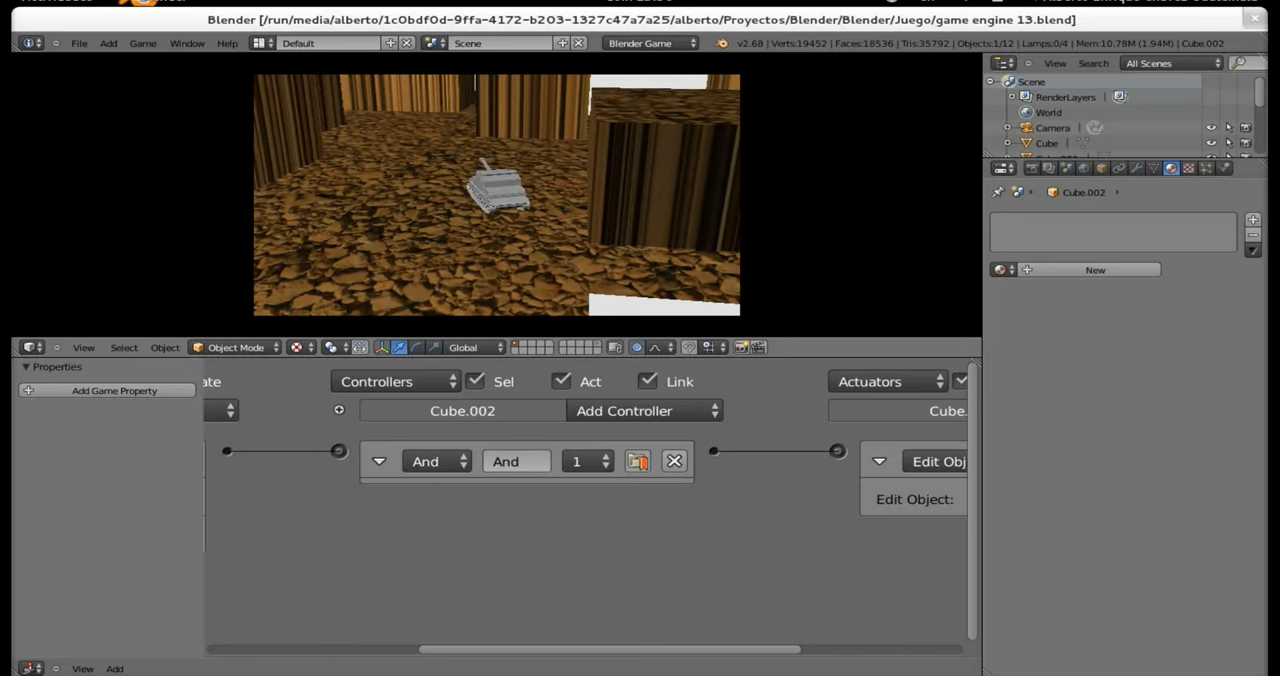 Blender [/run/media/alberto/1c0bdf0d-9ffa-4172-b203-1327c47a7a25/alberto/Proyectos/Blender/Blender/Juego/game engine 13.blend]
File Add Game Window Help Default Scene Blender Game v2.68 | Verts:19452 | Faces:18536 | Tris:35792 | Objects:1/12 | Lamps:0/4 | Mem:10.78M (1.94M) | Cube.002
View Search All Scenes
Scene
RenderLayers
World
Camera
Cube
Cube.002
New
View Select Object Object Mode Global
Properties
Add Game Property
ate Controllers Sel Act Link Actuators
Cube.002 Add Controller Cube.
And And 1 Edit Obj
Edit Object:
View Add